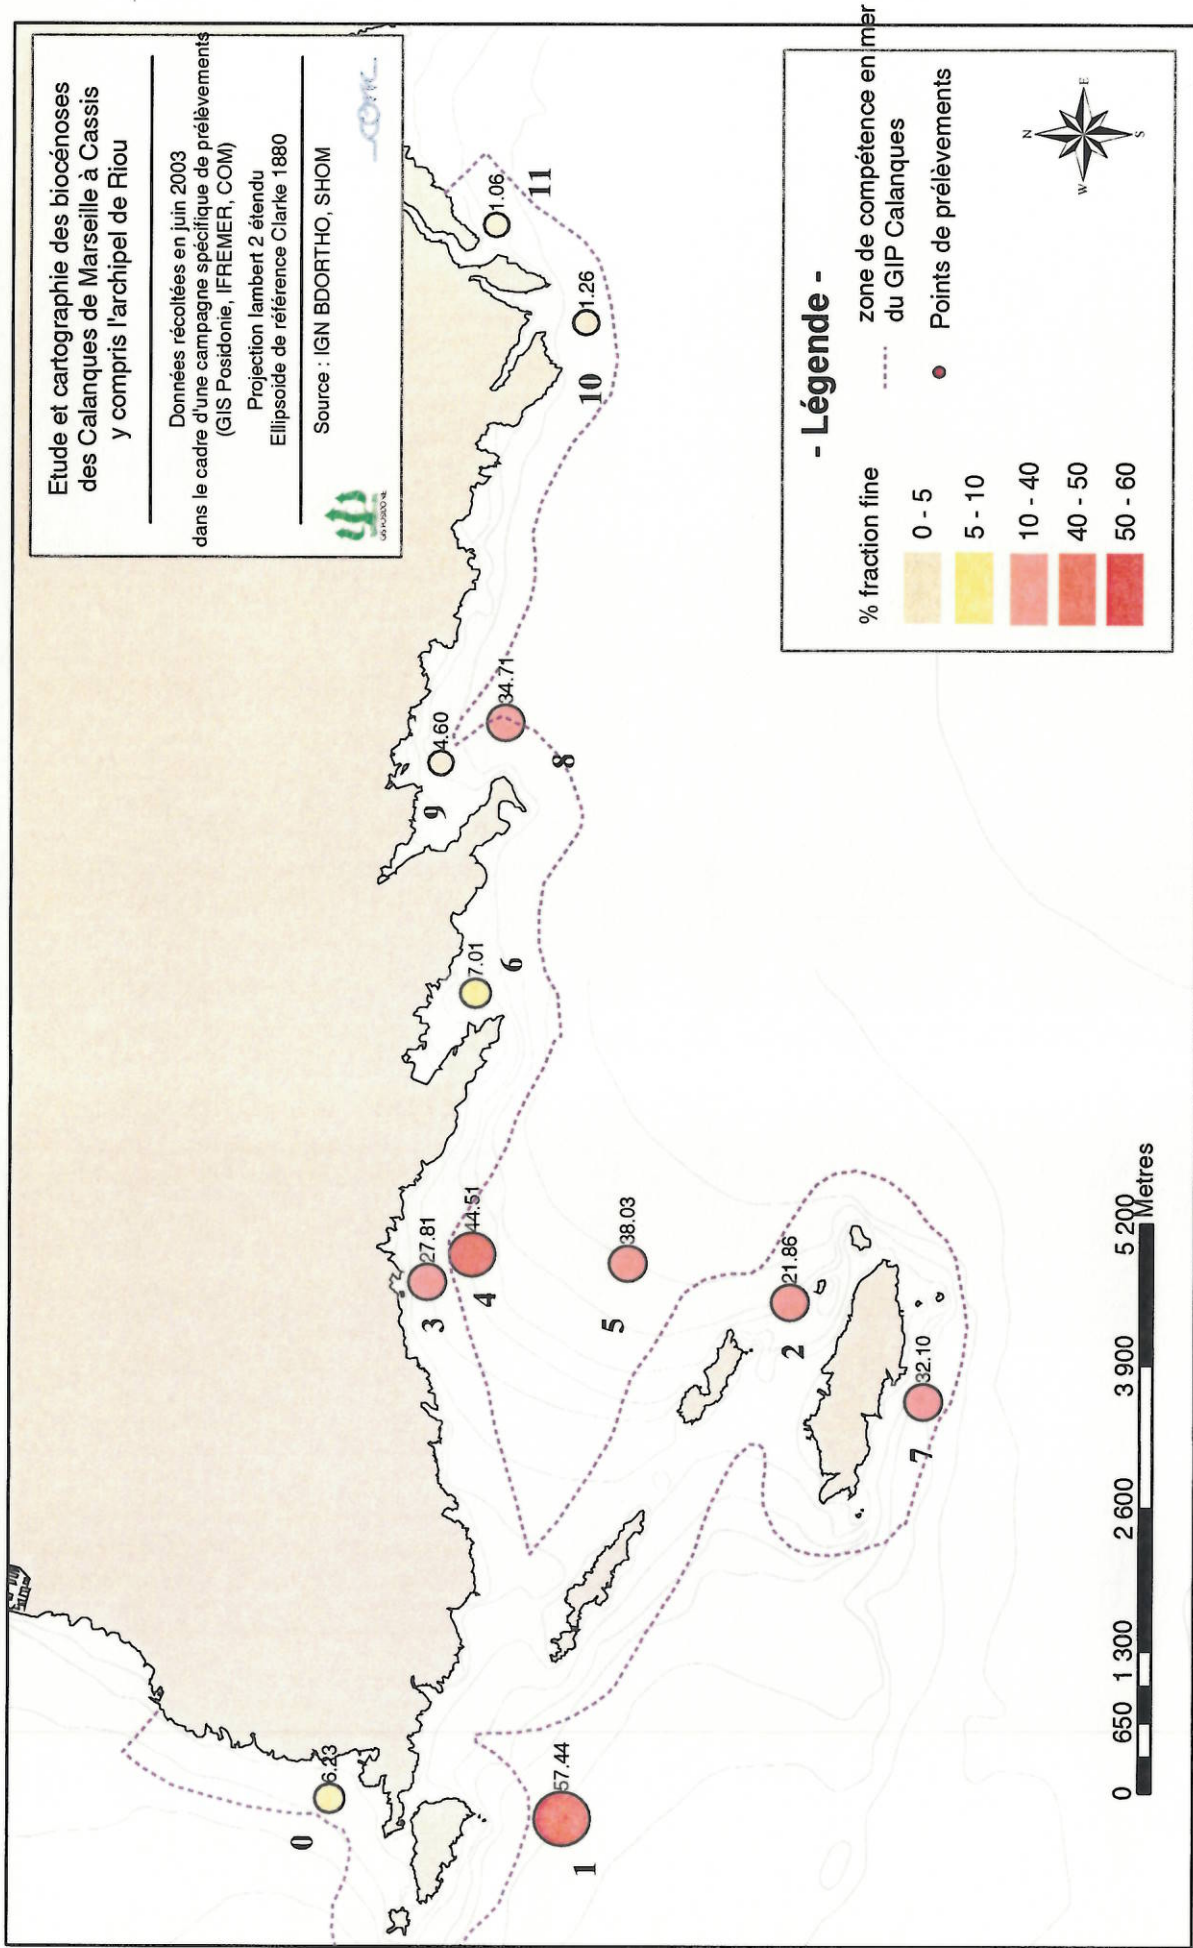 Etude et cartographie des biocénoses
des Calanques de Marseille à Cassis
y compris l'archipel de Riou
Données récoltées en juin 2003
dans le cadre d'une campagne spécifique de prélèvements
(GIS Posidonie, IFREMER, COM)
Projection lambert 2 étendu
Ellipsoide de référence Clarke 1880
Source : IGN BDORTHO, SHOM
GIS POSIDONIE
com
0
6.23
1
57.44
3
27.81
4
44.51
5
38.03
2
21.86
7
32.10
6
7.01
9
4.60
8
34.71
10
1.26
11
1.06
- Légende -
% fraction fine
0 - 5
5 - 10
10 - 40
40 - 50
50 - 60
zone de compétence en mer
du GIP Calanques
Points de prélèvements
N
W
E
S
0 650 1 300 2 600 3 900 5 200
Metres